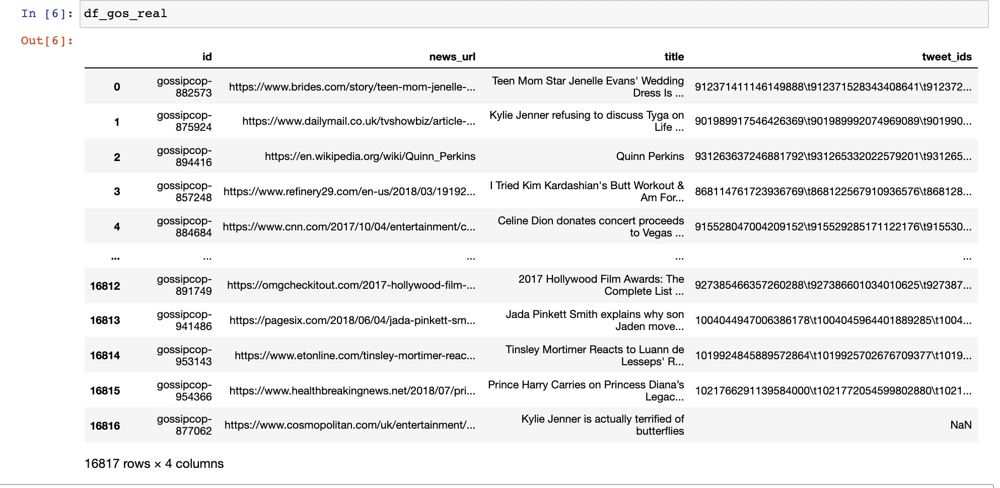 In [6]: df_gos_real
Out[6]:
id news_url title tweet_ids
0 gossipcop-882573 https://www.brides.com/story/teen-mom-jenelle-... Teen Mom Star Jenelle Evans' Wedding Dress Is ... 912371411146149888\t912371528343408641\t912372...
1 gossipcop-875924 https://www.dailymail.co.uk/tvshowbiz/article-... Kylie Jenner refusing to discuss Tyga on Life ... 901989917546426369\t901989992074969089\t901990...
2 gossipcop-894416 https://en.wikipedia.org/wiki/Quinn_Perkins Quinn Perkins 931263637246881792\t931265332022579201\t931265...
3 gossipcop-857248 https://www.refinery29.com/en-us/2018/03/19192... I Tried Kim Kardashian's Butt Workout & Am For... 868114761723936769\t868122567910936576\t868128...
4 gossipcop-884684 https://www.cnn.com/2017/10/04/entertainment/c... Celine Dion donates concert proceeds to Vegas ... 915528047004209152\t915529285171122176\t915530...
... ... ... ... ...
16812 gossipcop-891749 https://omgcheckitout.com/2017-hollywood-film-... 2017 Hollywood Film Awards: The Complete List ... 927385466357260288\t927386601034010625\t927387...
16813 gossipcop-941486 https://pagesix.com/2018/06/04/jada-pinkett-sm... Jada Pinkett Smith explains why son Jaden move... 1004044947006386178\t1004045964401889285\t1004...
16814 gossipcop-953143 https://www.etonline.com/tinsley-mortimer-reac... Tinsley Mortimer Reacts to Luann de Lesseps' R... 1019924845889572864\t1019925702676709377\t1019...
16815 gossipcop-954366 https://www.healthbreakingnews.net/2018/07/pri... Prince Harry Carries on Princess Diana’s Legac... 1021766291139584000\t1021772054599802880\t1021...
16816 gossipcop-877062 https://www.cosmopolitan.com/uk/entertainment/... Kylie Jenner is actually terrified of butterflies NaN
16817 rows × 4 columns